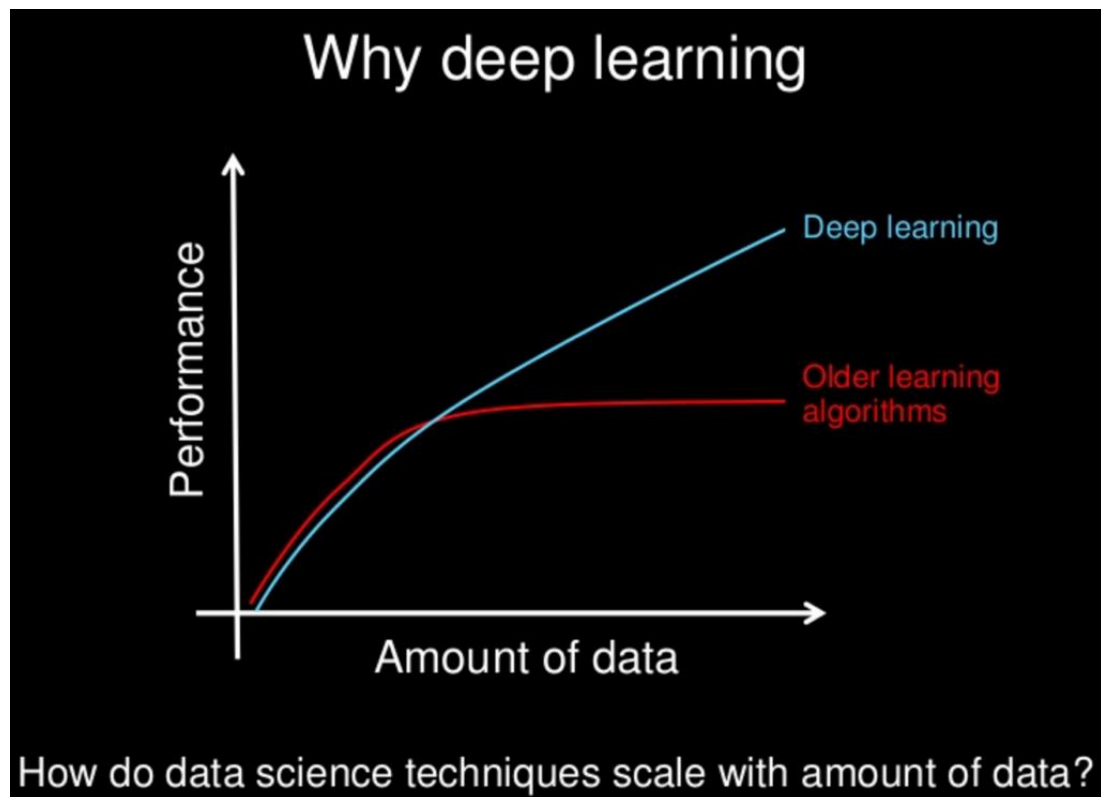 Why deep learning
Performance
Deep learning
Older learning
algorithms
Amount of data
How do data science techniques scale with amount of data?